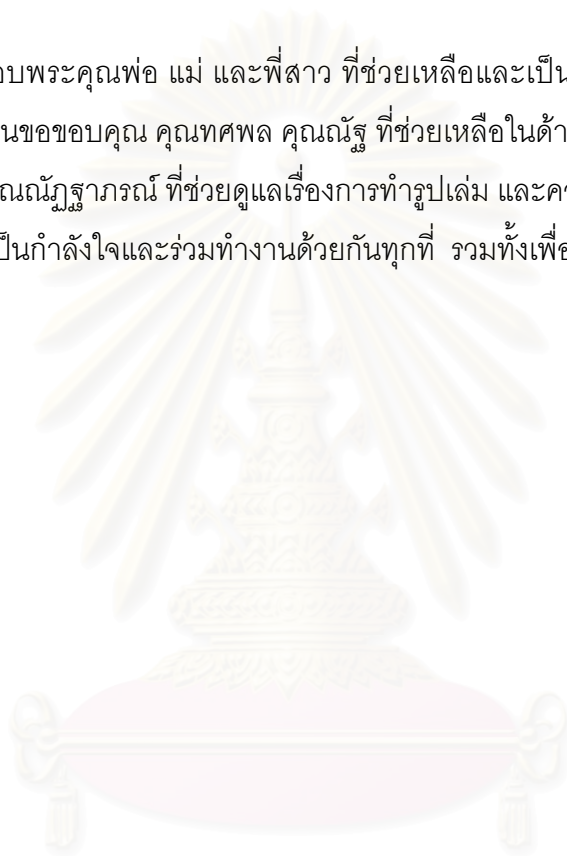 อบพระคุณพ่อ แม่ และพี่สาว ที่ช่วยเหลือและเป็น
นขอขอบคุณ คุณทศพล คุณณัฐ ที่ช่วยเหลือในด้า
ุณณัฏฐาภรณ์ ที่ช่วยดูแลเรื่องการทำรูปเล่ม และค
ป็นกำลังใจและร่วมทำงานด้วยกันทุกที่ รวมทั้งเพื่อ